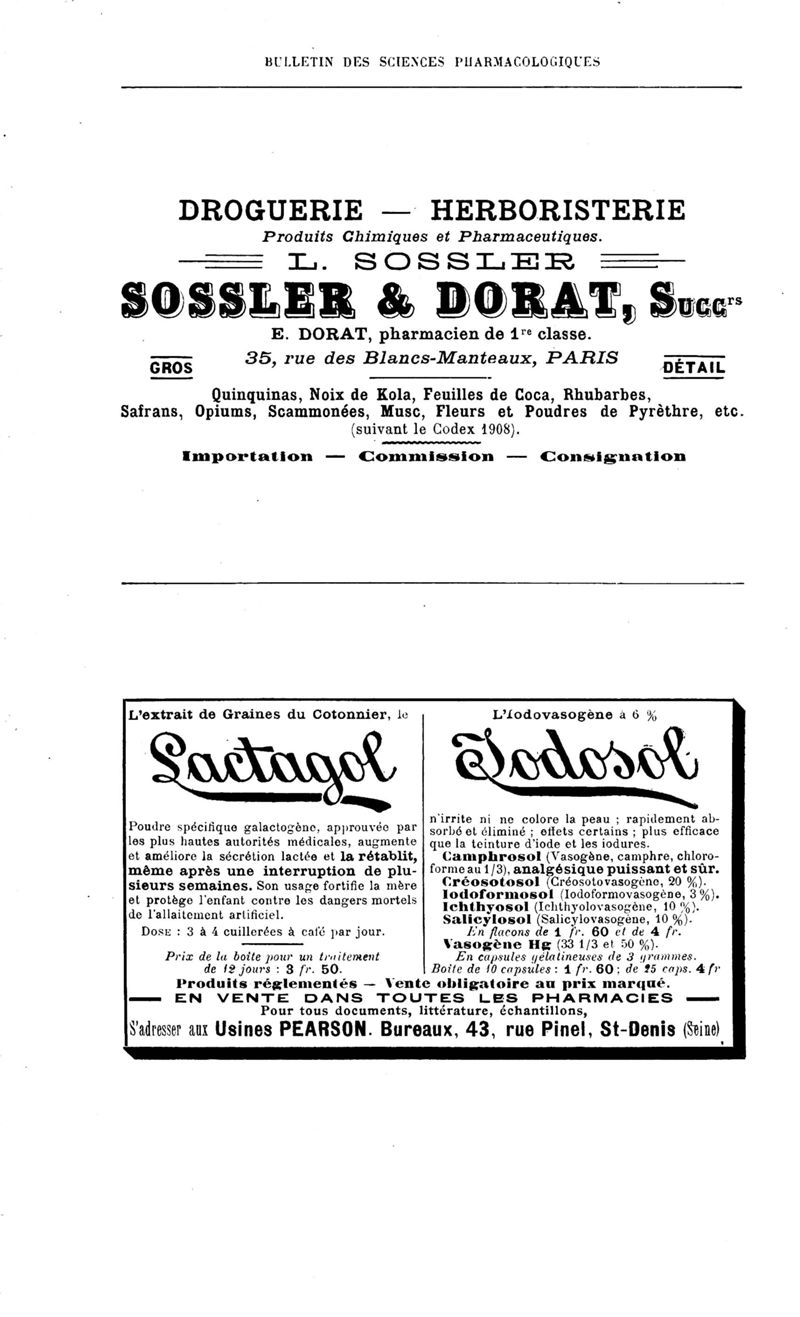 BULLETIN DES SCIENCES PHARMACOLOGIQUES
DROGUERIE — HERBORISTERIE
Produits Chimiques et Pharmaceutiques.
L. SOSSLER
SOSSLER & DORAT, Succrs
E. DORAT, pharmacien de 1re classe.
GROS
35, rue des Blancs-Manteaux, PARIS
DÉTAIL
Quinquinas, Noix de Kola, Feuilles de Coca, Rhubarbes,
Safrans, Opiums, Scammonées, Musc, Fleurs et Poudres de Pyrèthre, etc.
(suivant le Codex 1908).
Importation — Commission — Consignation
L'extrait de Graines du Cotonnier, le
Lactagol
Poudre spécifique galactogène, approuvée par
les plus hautes autorités médicales, augmente
et améliore la sécrétion lactée et la rétablit,
même après une interruption de plu-
sieurs semaines. Son usage fortifie la mère
et protège l'enfant contre les dangers mortels
de l'allaitement artificiel.
DOSE : 3 à 4 cuillerées à café par jour.
Prix de la boîte pour un traitement
de 12 jours : 3 fr. 50.
L'Iodovasogène à 6 %
Iodosol
n'irrite ni ne colore la peau ; rapidement ab-
sorbé et éliminé ; effets certains ; plus efficace
que la teinture d'iode et les iodures.
Camphrosol (Vasogène, camphre, chloro-
forme au 1/3), analgésique puissant et sûr.
Créosotosol (Créosotovasogène, 20 %).
Iodoformosol (Iodoformovasogène, 3 %).
Ichthyosol (Ichthyolovasogène, 10 %).
Salicylosol (Salicylovasogène, 10 %).
En flacons de 1 fr. 60 et de 4 fr.
Vasogène Hg (33 1/3 et 50 %).
En capsules gélatineuses de 3 grammes.
Boîte de 10 capsules : 1 fr. 60 ; de 25 caps. 4 fr
Produits réglementés — Vente obligatoire au prix marqué.
— EN VENTE DANS TOUTES LES PHARMACIES —
Pour tous documents, littérature, échantillons,
S'adresser aux Usines PEARSON. Bureaux, 43, rue Pinel, St-Denis (Seine)